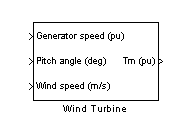 Generator speed (pu)
Pitch angle (deg) Tm (pu)
Wind speed (m/s)
Wind Turbine